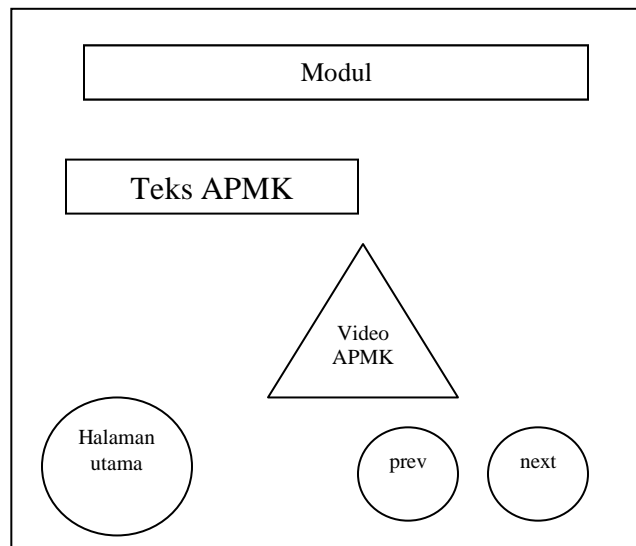 Modul
Teks APMK
Video
APMK
Halaman
utama
prev
next